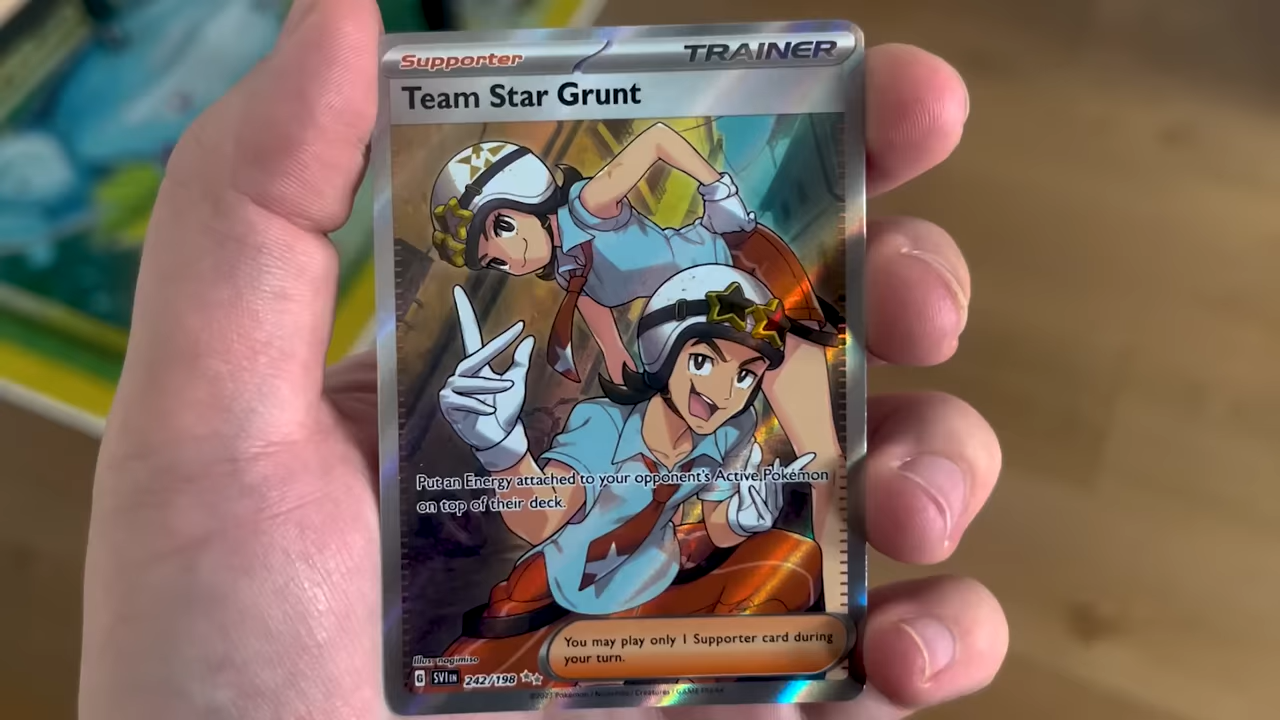 Supporter
TRAINER
Team Star Grunt
Put an Energy attached to your opponent's Active Pokémon
on top of their deck.
You may play only 1 Supporter card during
your turn.
Illus. nagimiso
G SVI EN 242/198
©2023 Pokémon / Nintendo / Creatures / GAME FREAK